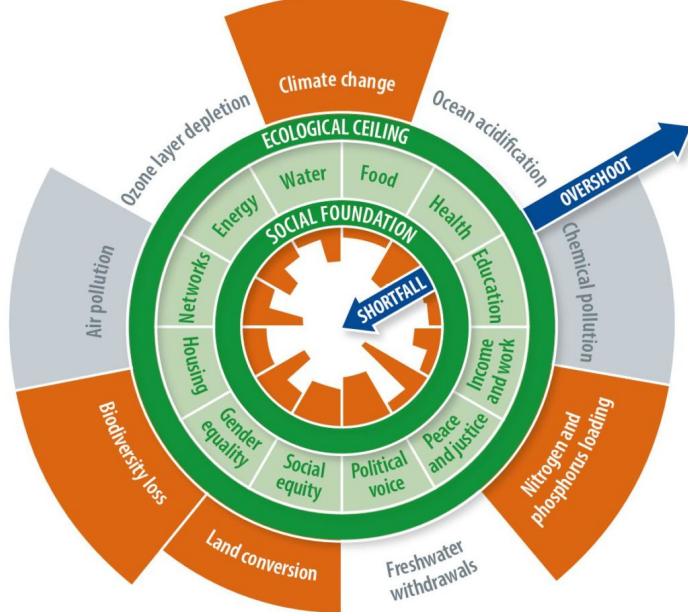 Climate change
Ozone layer depletion
Ocean acidification
ECOLOGICAL CEILING
OVERSHOOT
Water
Food
Energy
Health
SOCIAL FOUNDATION
Networks
Education
SHORTFALL
Air pollution
Chemical pollution
Housing
Income
and work
Gender
equality
Peace
and justice
Social
equity
Political
voice
Biodiversity loss
Nitrogen and
phosphorus loading
Land conversion
Freshwater
withdrawals